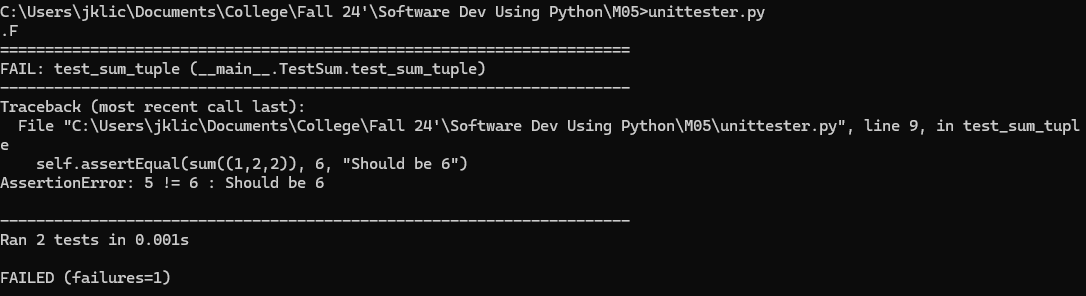 C:\Users\jklic\Documents\College\Fall 24'\Software Dev Using Python\M05>unittester.py
.F
======================================================================
FAIL: test_sum_tuple (__main__.TestSum.test_sum_tuple)
----------------------------------------------------------------------
Traceback (most recent call last):
  File "C:\Users\jklic\Documents\College\Fall 24'\Software Dev Using Python\M05\unittester.py", line 9, in test_sum_tupl
e
    self.assertEqual(sum((1,2,2)), 6, "Should be 6")
AssertionError: 5 != 6 : Should be 6

----------------------------------------------------------------------
Ran 2 tests in 0.001s

FAILED (failures=1)